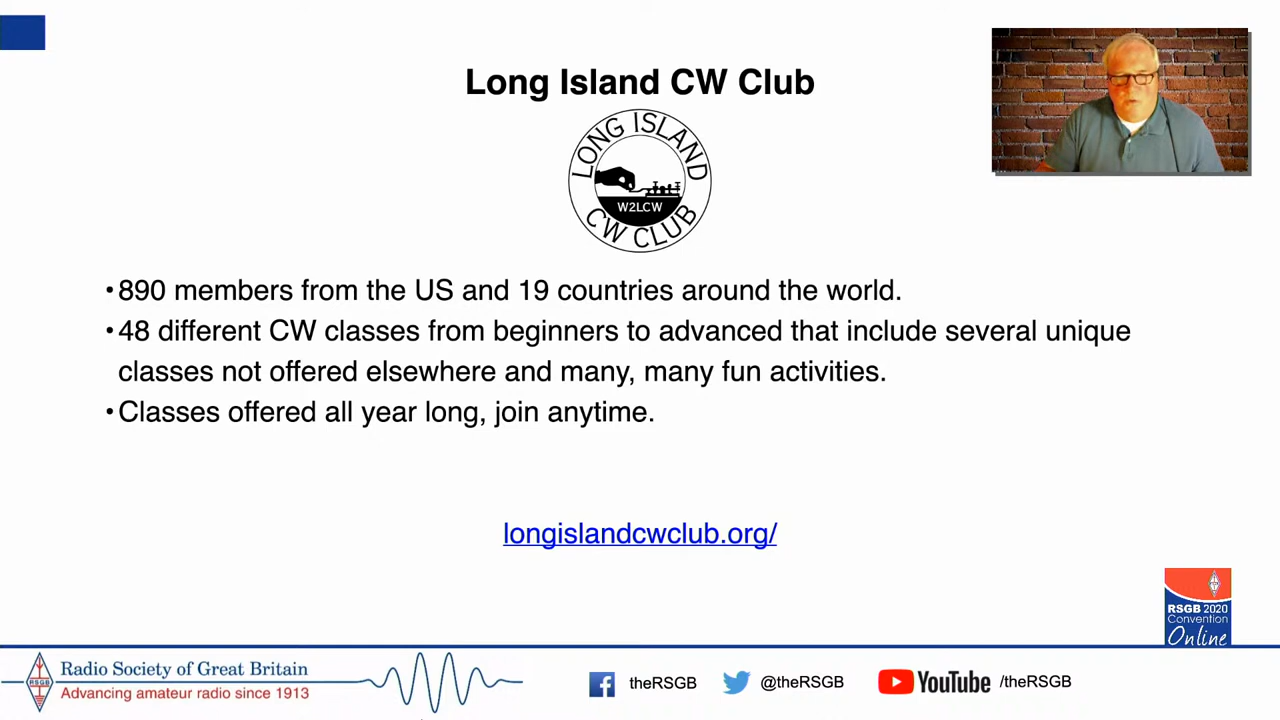 Long Island CW Club
LONG ISLAND
W2LCW
CW CLUB
•890 members from the US and 19 countries around the world.
•48 different CW classes from beginners to advanced that include several unique
classes not offered elsewhere and many, many fun activities.
•Classes offered all year long, join anytime.
longislandcwclub.org/
RSGB 2020
Convention
Online
RSGB
Radio Society of Great Britain
Advancing amateur radio since 1913
theRSGB
@theRSGB
YouTube /theRSGB